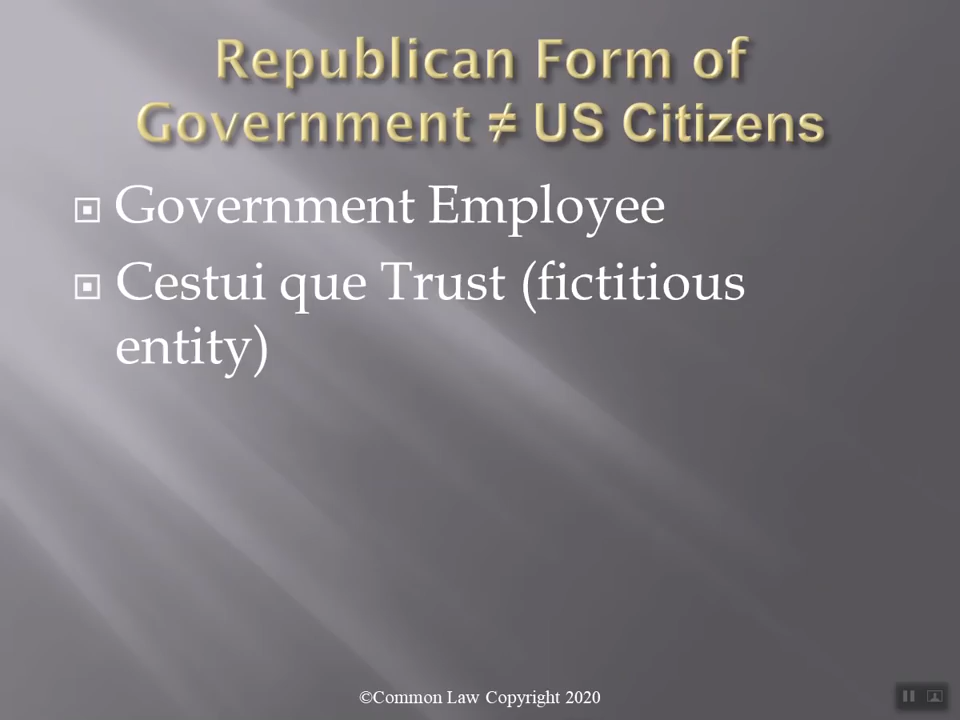 Republican Form of
Government ≠ US Citizens
Government Employee
Cestui que Trust (fictitious
entity)
©Common Law Copyright 2020